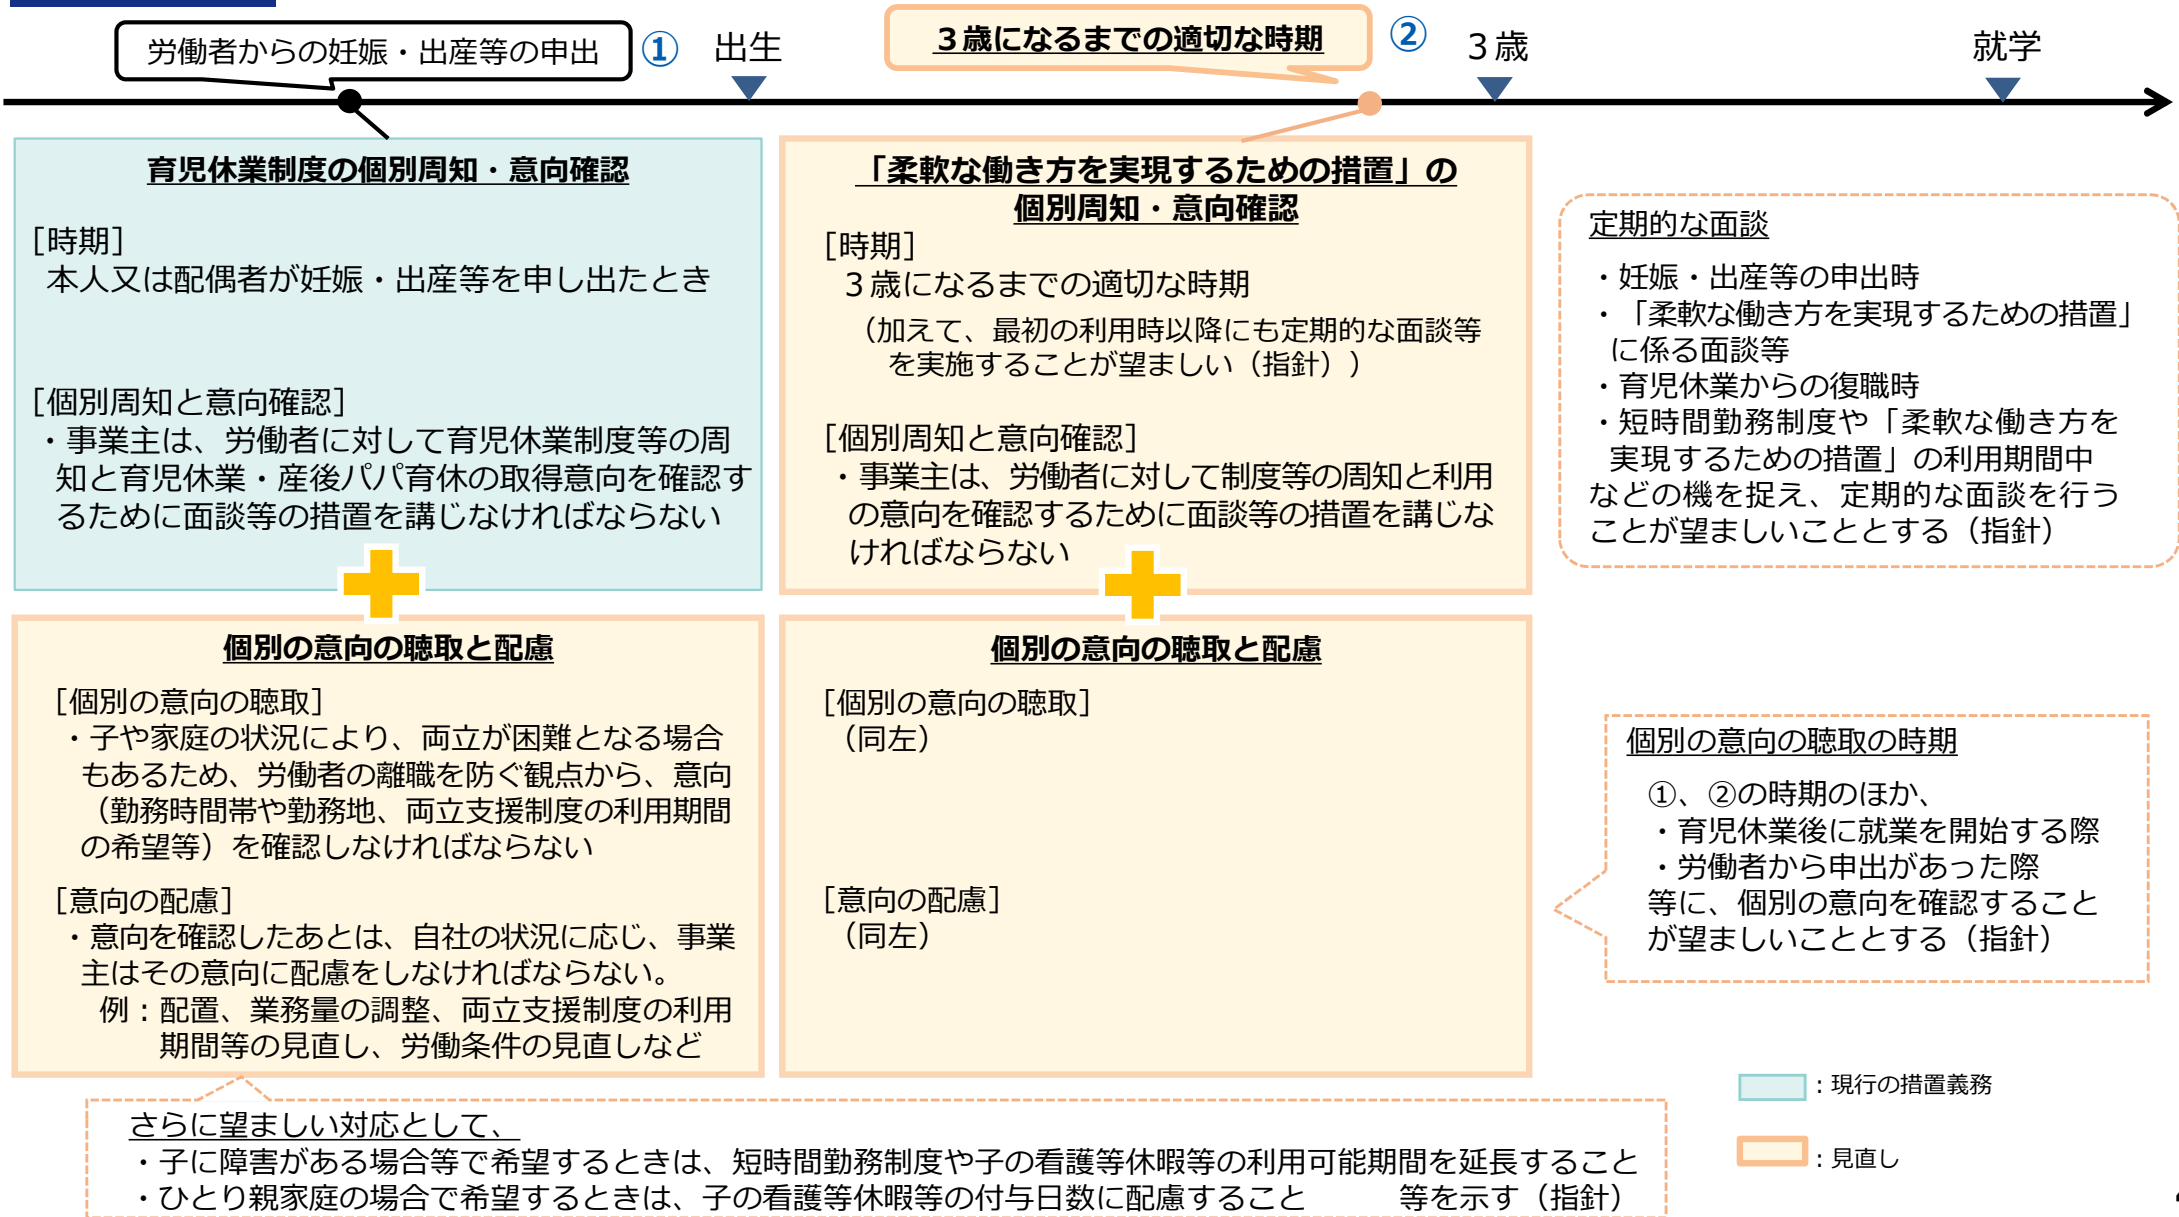 労働者からの妊娠・出産等の申出
①
出生
３歳になるまでの適切な時期
②
３歳
就学
育児休業制度の個別周知・意向確認
［時期］
本人又は配偶者が妊娠・出産等を申し出たとき
［個別周知と意向確認］
・事業主は、労働者に対して育児休業制度等の周
知と育児休業・産後パパ育休の取得意向を確認す
るために面談等の措置を講じなければならない
「柔軟な働き方を実現するための措置」の
個別周知・意向確認
［時期］
３歳になるまでの適切な時期
（加えて、最初の利用時以降にも定期的な面談等
を実施することが望ましい（指針））
［個別周知と意向確認］
・事業主は、労働者に対して制度等の周知と利用
の意向を確認するために面談等の措置を講じな
ければならない
定期的な面談
・妊娠・出産等の申出時
・「柔軟な働き方を実現するための措置」
に係る面談等
・育児休業からの復職時
・短時間勤務制度や「柔軟な働き方を
実現するための措置」の利用期間中
などの機を捉え、定期的な面談を行う
ことが望ましいこととする（指針）
個別の意向の聴取と配慮
［個別の意向の聴取］
・子や家庭の状況により、両立が困難となる場合
もあるため、労働者の離職を防ぐ観点から、意向
（勤務時間帯や勤務地、両立支援制度の利用期間
の希望等）を確認しなければならない
［意向の配慮］
・意向を確認したあとは、自社の状況に応じ、事業
主はその意向に配慮をしなければならない。
例：配置、業務量の調整、両立支援制度の利用
期間等の見直し、労働条件の見直しなど
個別の意向の聴取と配慮
［個別の意向の聴取］
（同左）
［意向の配慮］
（同左）
個別の意向の聴取の時期
①、②の時期のほか、
・育児休業後に就業を開始する際
・労働者から申出があった際
等に、個別の意向を確認すること
が望ましいこととする（指針）
さらに望ましい対応として、
・子に障害がある場合等で希望するときは、短時間勤務制度や子の看護等休暇等の利用可能期間を延長すること
・ひとり親家庭の場合で希望するときは、子の看護等休暇等の付与日数に配慮すること　　　等を示す（指針）
：現行の措置義務
：見直し